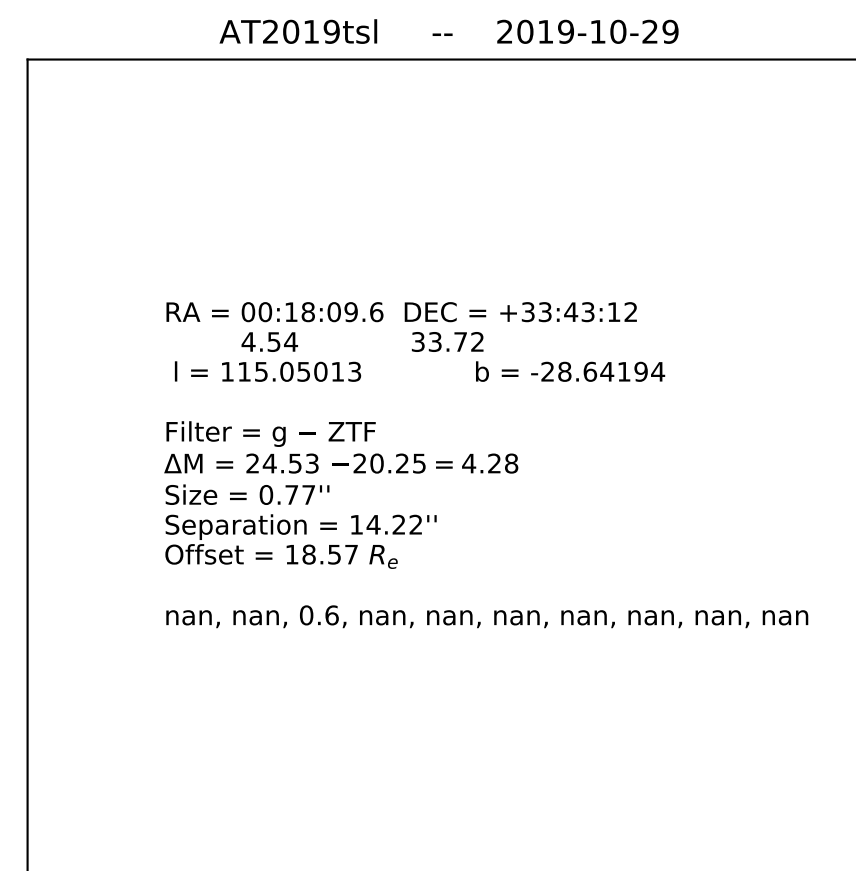 AT2019tsl -- 2019-10-29
RA = 00:18:09.6 DEC = +33:43:12
4.54 33.72
l = 115.05013 b = -28.64194
Filter = g − ZTF
ΔM = 24.53 −20.25 = 4.28
Size = 0.77''
Separation = 14.22''
Offset = 18.57 Re
nan, nan, 0.6, nan, nan, nan, nan, nan, nan, nan